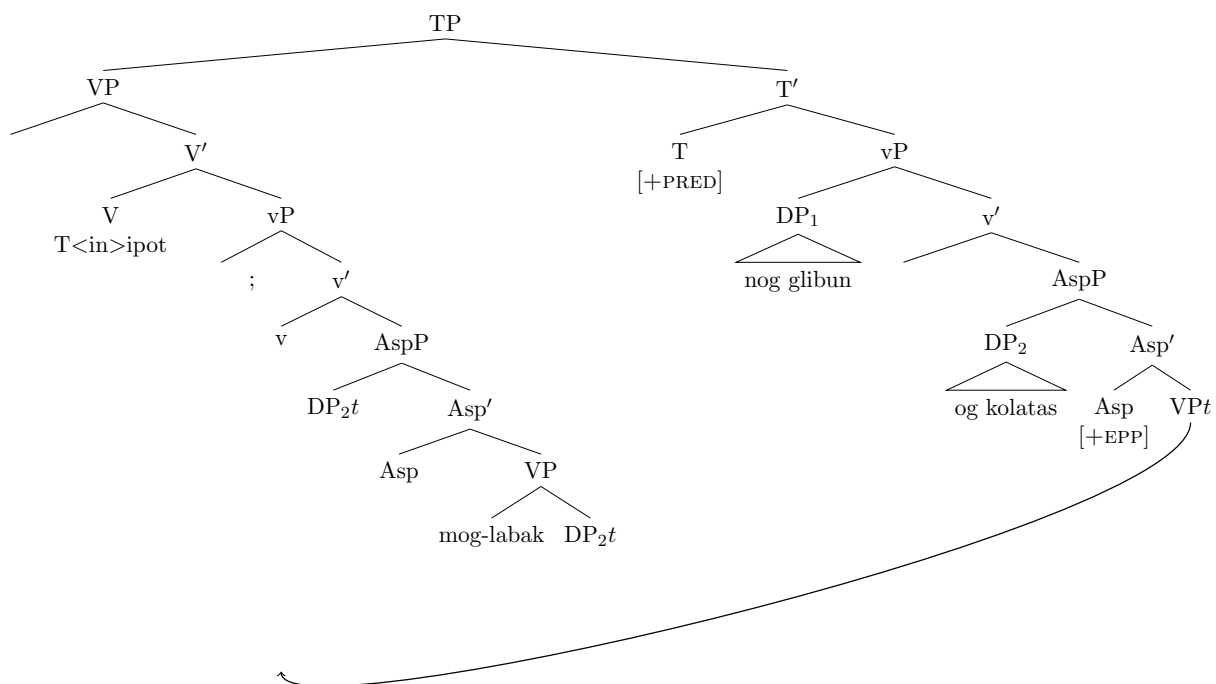 TP
VP T′
V′ T vP
[+PRED]
V vP DP₁ v′
T<in>ipot nog glibun
; v′ AspP
v AspP DP₂ Asp′
DP₂t Asp′ og kolatas Asp VPt
[+EPP]
Asp VP
mog-labak DP₂t